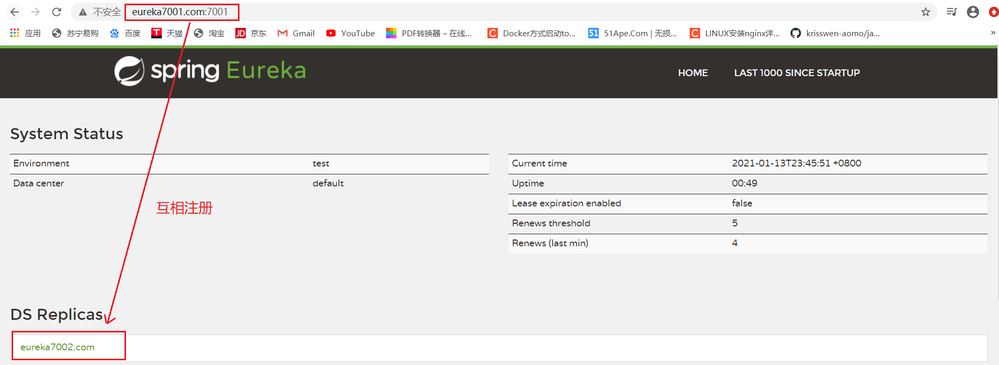 不安全 eureka7001.com:7001
应用 苏宁易购 百度 天猫 淘宝 JD 京东 Gmail YouTube PDF转换器 – 在线... C Docker方式启动to... 51 51Ape.Com | 无损... C LINUX安装nginx详... krisswen-aomo/ja... »
spring Eureka HOME LAST 1000 SINCE STARTUP
System Status
Environment test Current time 2021-01-13T23:45:51 +0800
Data center default Uptime 00:49
Lease expiration enabled false
互相注册
Renews threshold 5
Renews (last min) 4
DS Replicas
eureka7002.com